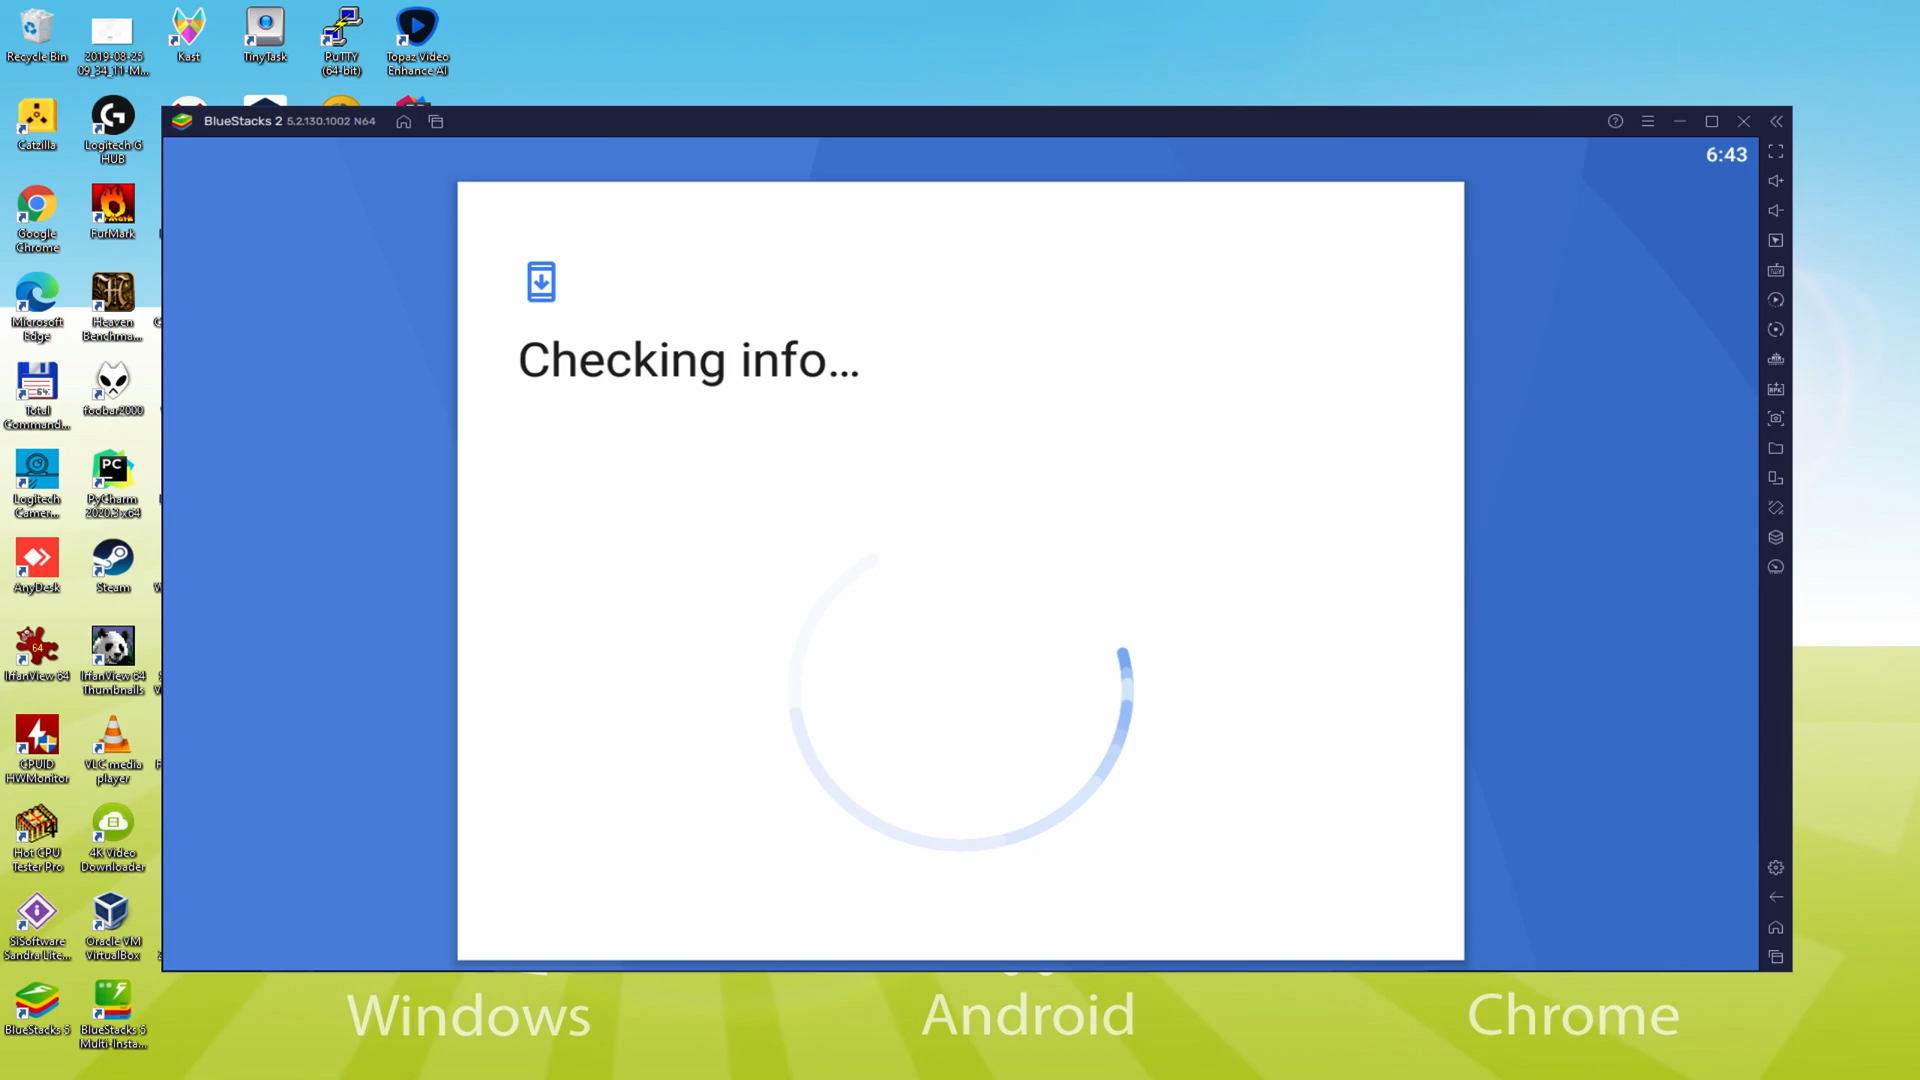 Recycle Bin
2019-08-25
09_34_11-M...
Kast
TinyTask
PuTTY
(64-bit)
Topaz Video
Enhance AI
Catzilla
Logitech G
HUB
BlueStacks 2 5.2.130.1002 N64
6:43
Google
Chrome
FurMark
Checking info...
Microsoft
Edge
Heaven
Benchma...
Total
Command...
foobar2000
Logitech
Camer...
PC
PyCharm
2020.3 x64
AnyDesk
Steam
64
IrfanView 64
IrfanView 64
Thumbnails
CPUID
HWMonitor
VLC media
player
Hot CPU
Tester Pro
4K Video
Downloader
SiSoftware
Sandra Lite...
Oracle VM
VirtualBox
BlueStacks 5
BlueStacks 5
Multi-Insta...
Windows
Android
Chrome